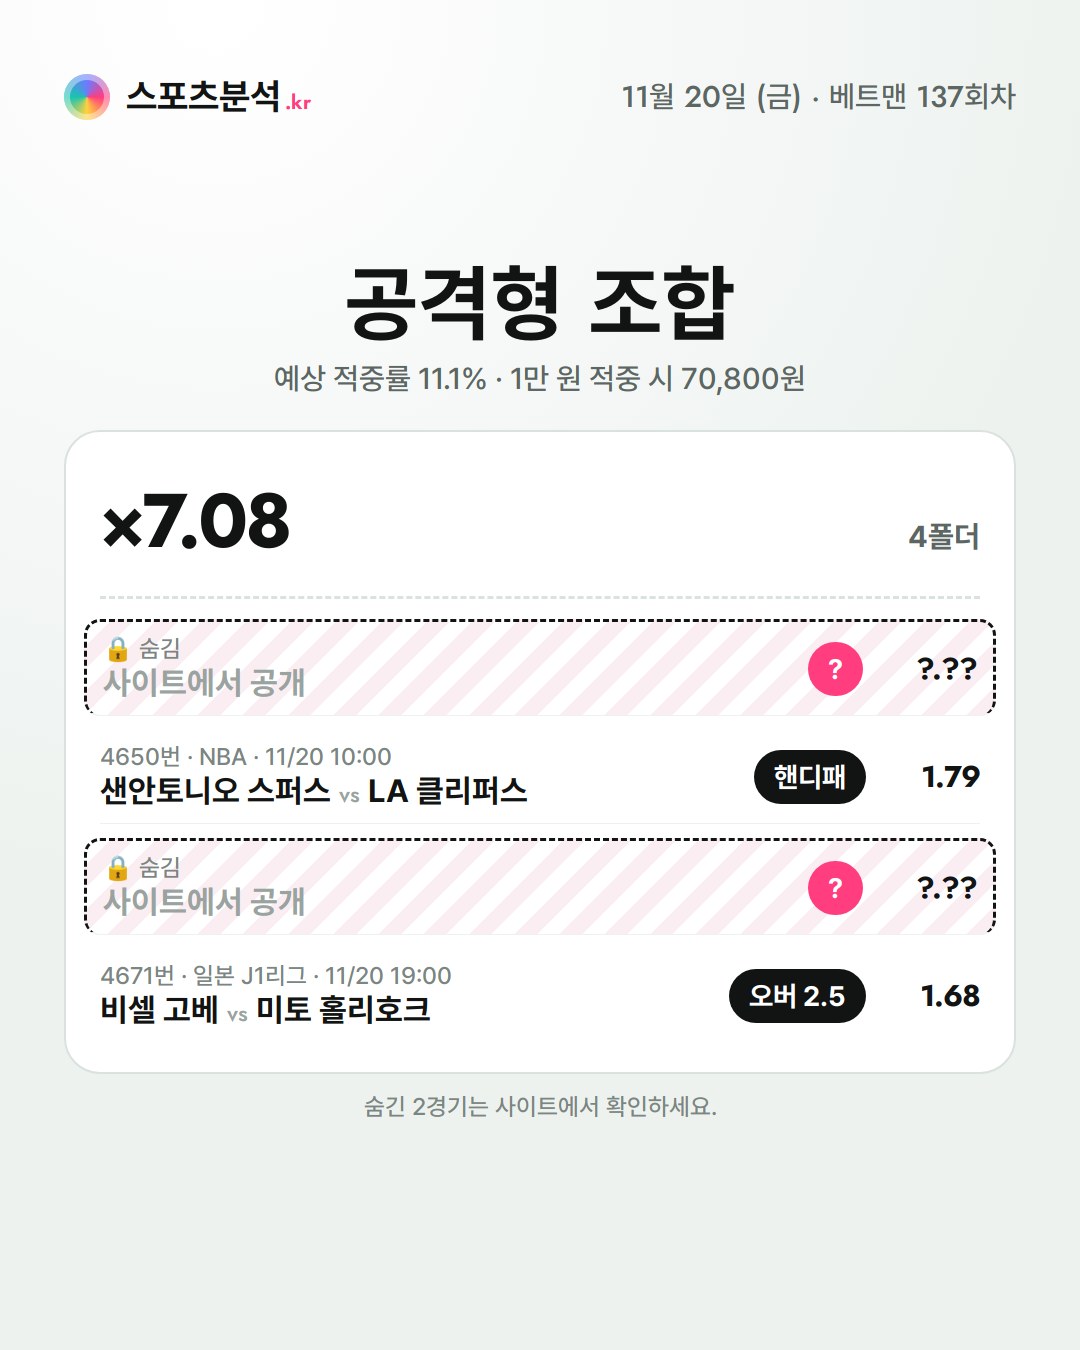 스포츠분석.kr
11월 20일 (금) · 베트맨 137회차
공격형 조합
예상 적중률 11.1% · 1만 원 적중 시 70,800원
×7.08
4폴더
🔒 숨김
사이트에서 공개
?
?.??
4650번 · NBA · 11/20 10:00
샌안토니오 스퍼스 vs LA 클리퍼스
핸디패
1.79
🔒 숨김
사이트에서 공개
?
?.??
4671번 · 일본 J1리그 · 11/20 19:00
비셀 고베 vs 미토 홀리호크
오버 2.5
1.68
숨긴 2경기는 사이트에서 확인하세요.